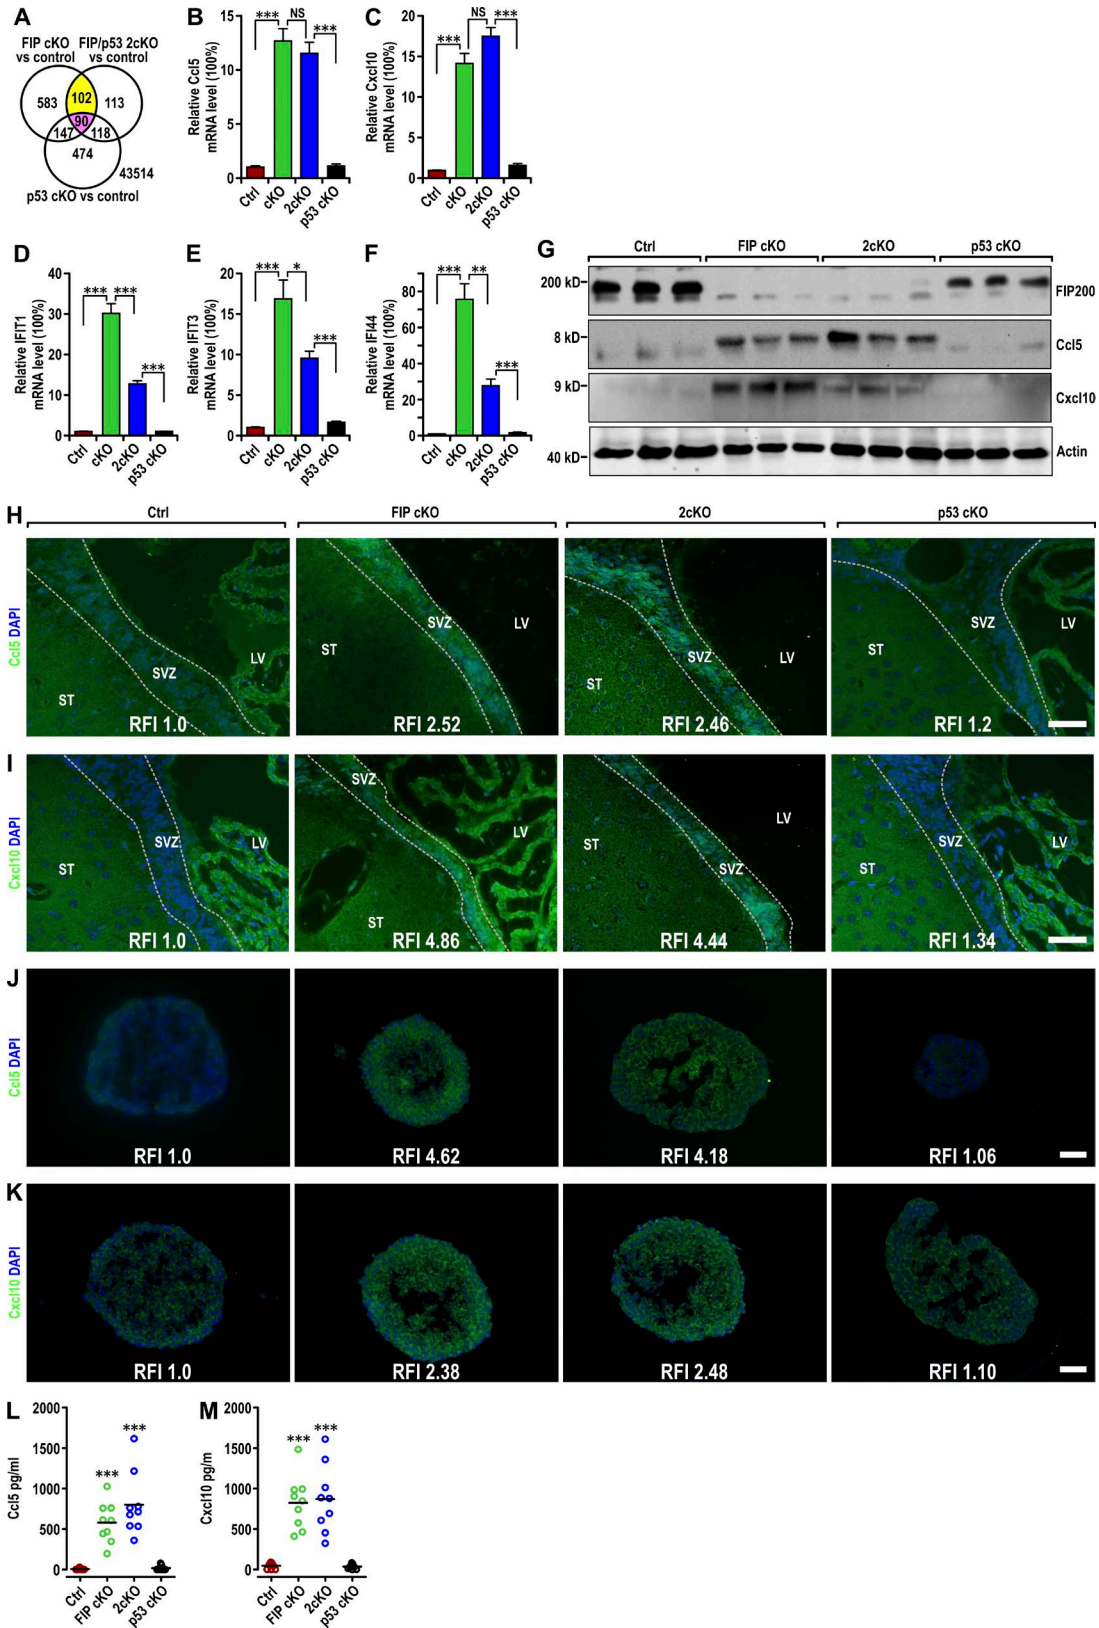 A
FIP cKO FIP/p53 2cKO
vs control vs control
583 102 113
90
147 118
474
43514
p53 cKO vs control
B
Relative Ccl5
mRNA level (100%)
15
10
5
0
*** NS ***
Ctrl
cKO
2cKO
p53 cKO
C
Relative Cxcl10
mRNA level (100%)
20
15
10
5
0
*** NS ***
Ctrl
cKO
2cKO
p53 cKO
D
Relative IFIT1
mRNA level (100%)
40
30
20
10
0
*** *** ***
Ctrl
cKO
2cKO
p53 cKO
E
Relative IFIT3
mRNA level (100%)
20
15
10
5
0
*** * ***
Ctrl
cKO
2cKO
p53 cKO
F
Relative IFI44
mRNA level (100%)
80
60
40
20
0
*** ** ***
Ctrl
cKO
2cKO
p53 cKO
G
Ctrl FIP cKO 2cKO p53 cKO
200 kD FIP200
8 kD Ccl5
9 kD Cxcl10
40 kD Actin
H
Ctrl FIP cKO 2cKO p53 cKO
Ccl5 DAPI
ST SVZ LV RFI 1.0
ST SVZ LV RFI 2.52
ST SVZ LV RFI 2.46
ST SVZ LV RFI 1.2
I
Cxcl10 DAPI
ST SVZ LV RFI 1.0
SVZ LV ST RFI 4.86
ST LV SVZ RFI 4.44
ST SVZ LV RFI 1.34
J
Ccl5 DAPI
RFI 1.0 RFI 4.62 RFI 4.18 RFI 1.06
K
Cxcl10 DAPI
RFI 1.0 RFI 2.38 RFI 2.48 RFI 1.10
L
Ccl5 pg/ml
2000
1500
1000
500
0
*** ***
Ctrl
FIP cKO
2cKO
p53 cKO
M
Cxcl10 pg/m
2000
1500
1000
500
0
*** ***
Ctrl
FIP cKO
2cKO
p53 cKO